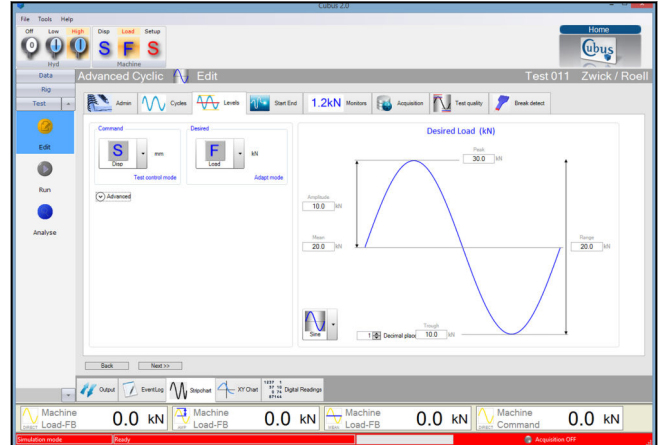 Cubus 2.0
File Tools Help
Off Low High Disp Load Setup
0 S F S
Hyd Machine
Home
Cubus
Data
Rig
Test
Edit
Run
Analyse
Advanced Cyclic Edit Test 011 Zwick / Roell
Admin Cycles Levels Start End 1.2kN Monitors Acquisition Test quality Break detect
Command Desired
S mm F kN
Disp Load
Test control mode Adapt mode
Advanced
Desired Load (kN)
Peak
30.0 kN
Amplitude
10.0 kN
Mean Range
20.0 kN 20.0 kN
Trough
Sine 1 Decimal place 10.0 kN
Back Next >>
Output EventLog Stripchart XY Chart Digital Readings
Machine 0.0 kN Machine 0.0 kN Machine 0.0 kN Machine 0.0 kN
Load-FB Load-FB Load-FB Command
Simulation mode Ready Acquisition OFF